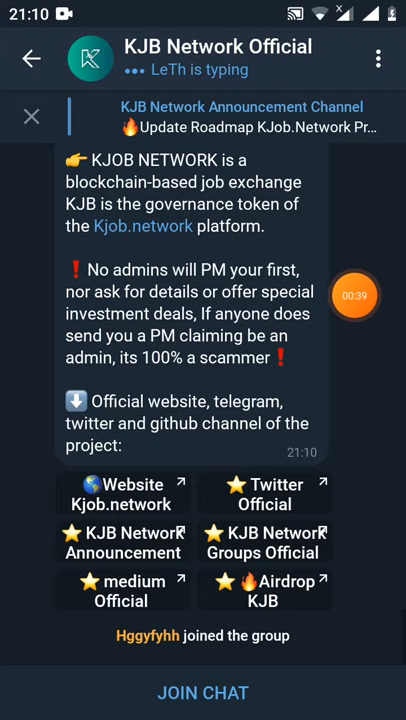 21:10
KJB Network Official
LeTh is typing
KJB Network Announcement Channel
🔥Update Roadmap KJob.Network Pr...
👉 KJOB NETWORK is a
blockchain-based job exchange
KJB is the governance token of
the Kjob.network platform.
00:39
❗ No admins will PM your first,
nor ask for details or offer special
investment deals, If anyone does
send you a PM claiming be an
admin, its 100% a scammer❗
⬇️ Official website, telegram,
twitter and github channel of the
project:
21:10
🌎Website
Kjob.network
⭐ Twitter
Official
⭐ KJB Network
Announcement
⭐ KJB Network
Groups Official
⭐ medium
Official
⭐ 🔥Airdrop
KJB
Hggyfyhh joined the group
JOIN CHAT